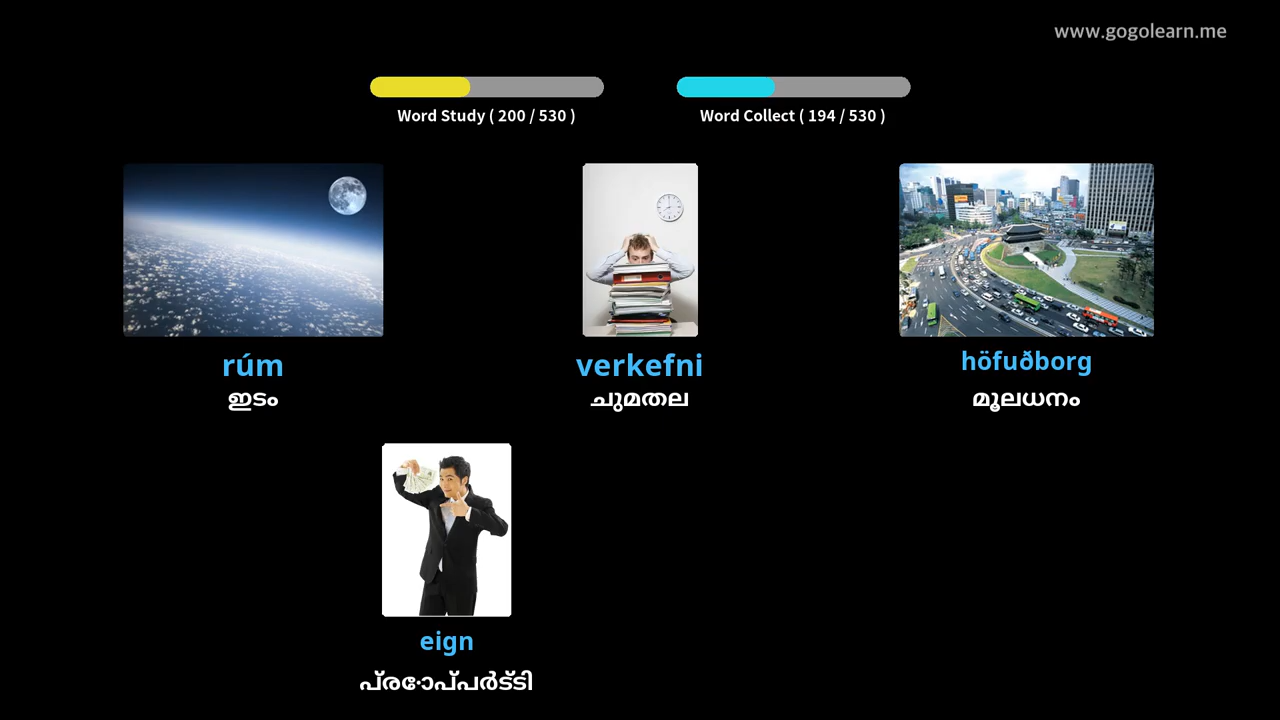 www.gogolearn.me
Word Study ( 200 / 530 )
Word Collect ( 194 / 530 )
rúm
ഇടം
verkefni
ചുമതല
höfuðborg
മൂലധനം
eign
പ്രോപ്പർട്ടി